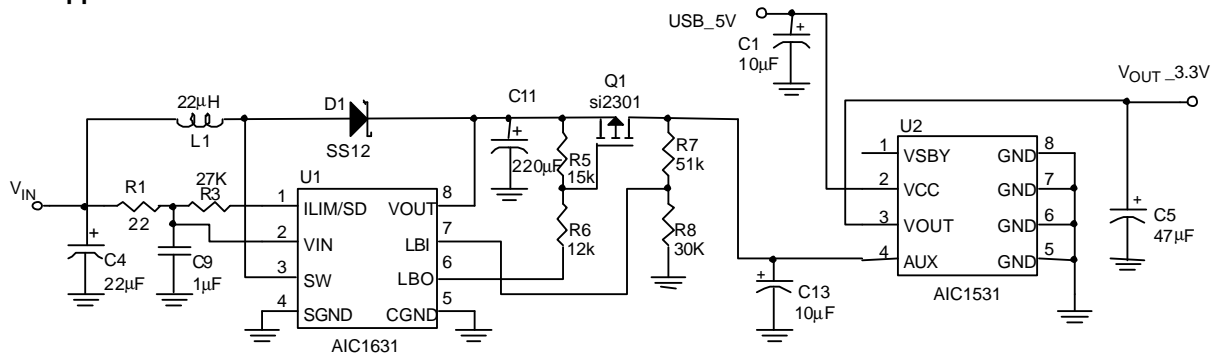 USB_5V
C1
10µF
+
VOUT _3.3V
22µH
L1
D1
SS12
C11
220µF
+
Q1
si2301
R5
15k
R6
12k
R7
51k
R8
30K
VIN
R1
22
27K
R3
+
C4
22µF
C9
1µF
U1
1 ILIM/SD VOUT 8
2 VIN LBI 7
3 SW LBO 6
4 SGND CGND 5
AIC1631
+
C13
10µF
U2
1 VSBY GND 8
2 VCC GND 7
3 VOUT GND 6
4 AUX GND 5
AIC1531
+
C5
47µF